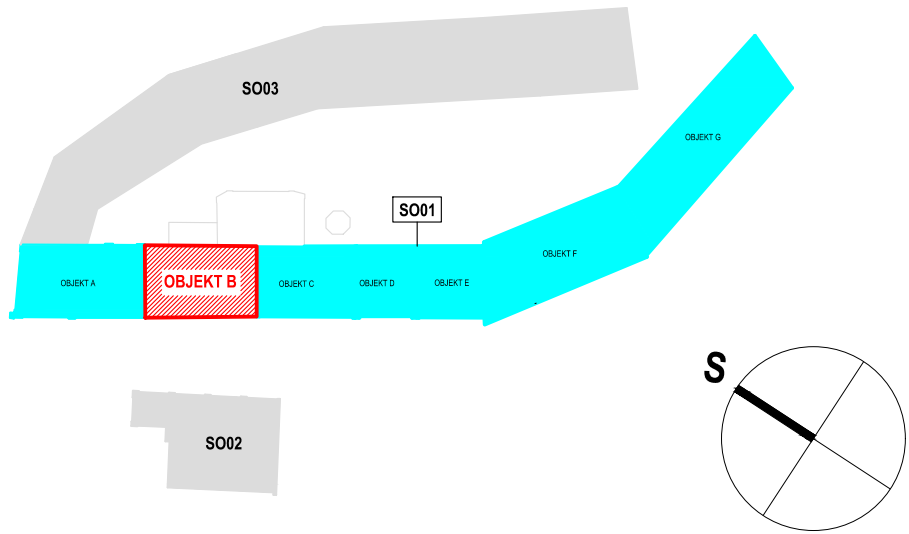 SO03
OBJEKT G
SO01
OBJEKT F
OBJEKT A
OBJEKT B
OBJEKT C
OBJEKT D
OBJEKT E
S
SO02